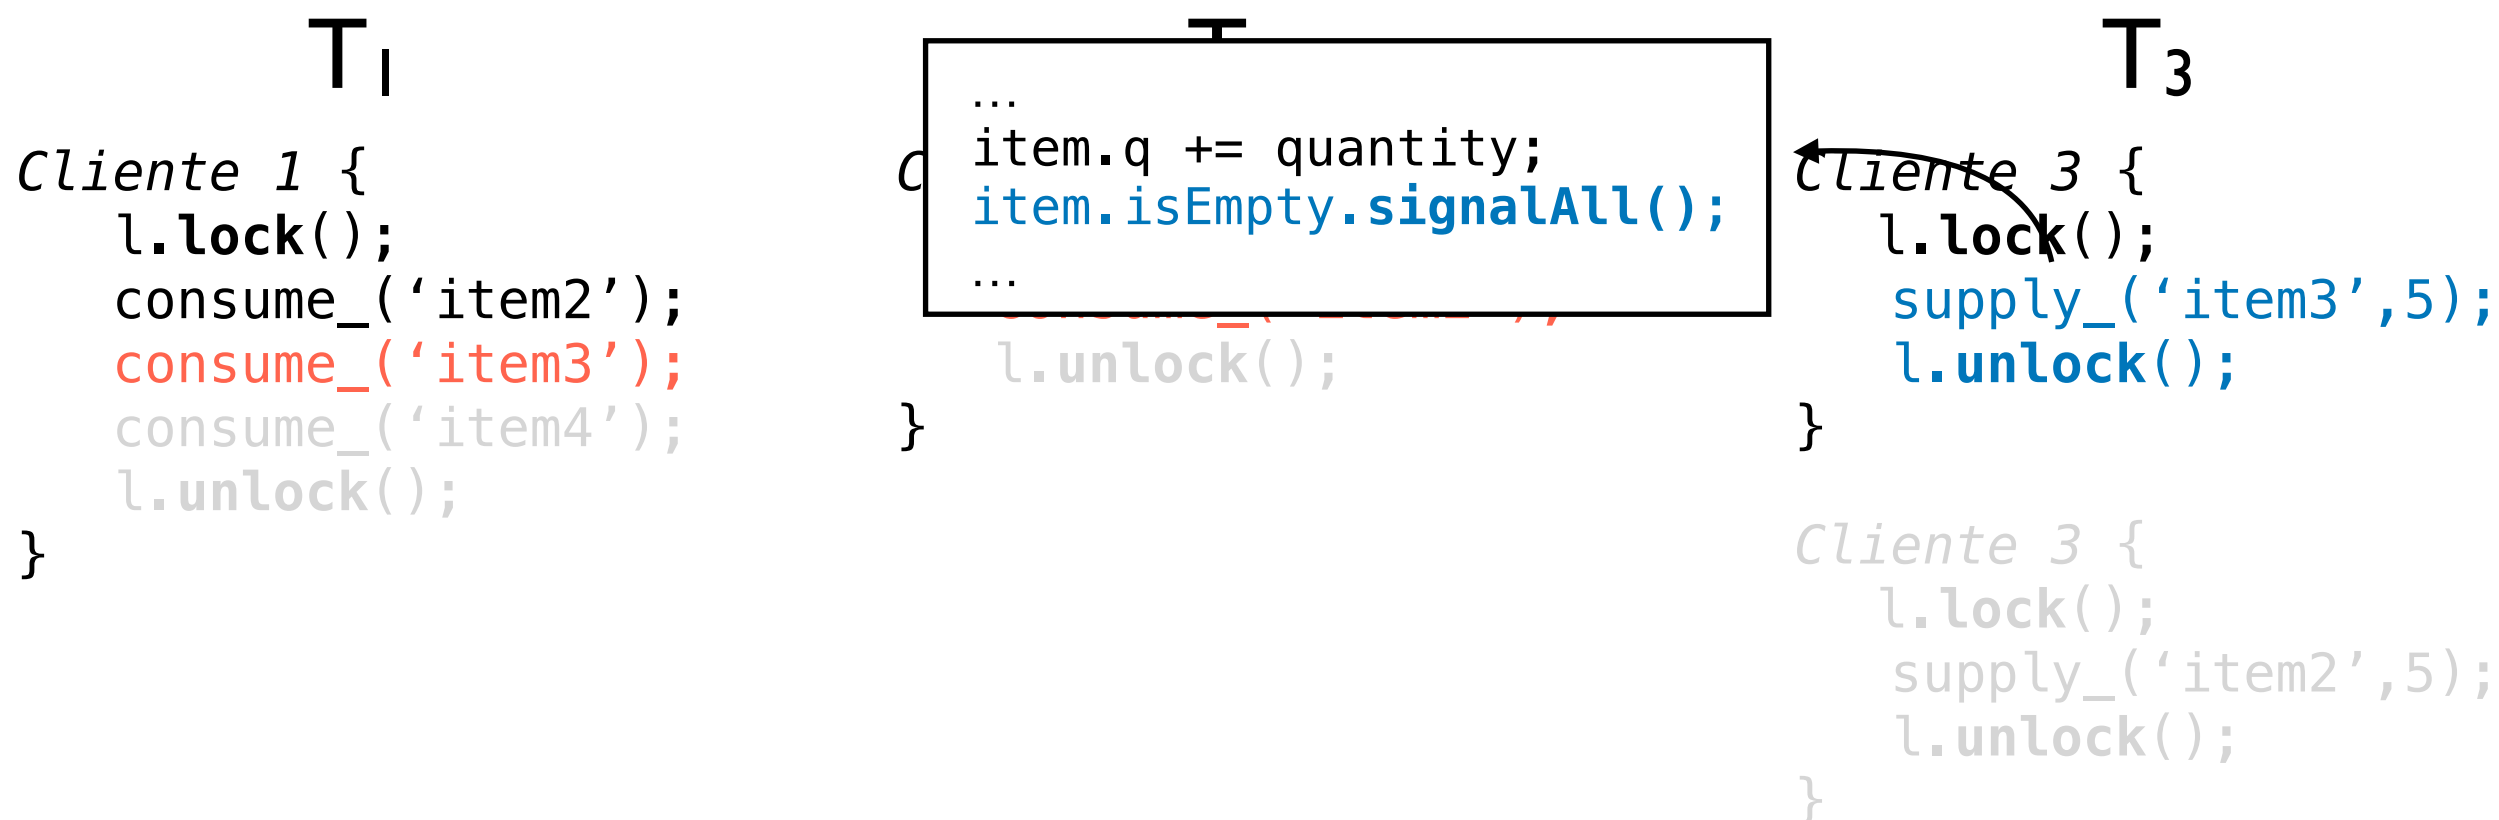 T1
Cliente 1 {
l.lock();
consume_(‘item2’);
consume_(‘item3’);
consume_(‘item4’);
l.unlock();
}
...
item.q += quantity;
item.isEmpty.signalAll();
...
l.unlock();
}
T3
Cliente 3 {
l.lock();
supply_(‘item3’,5);
l.unlock();
}
Cliente 3 {
l.lock();
supply_(‘item2’,5);
l.unlock();
}